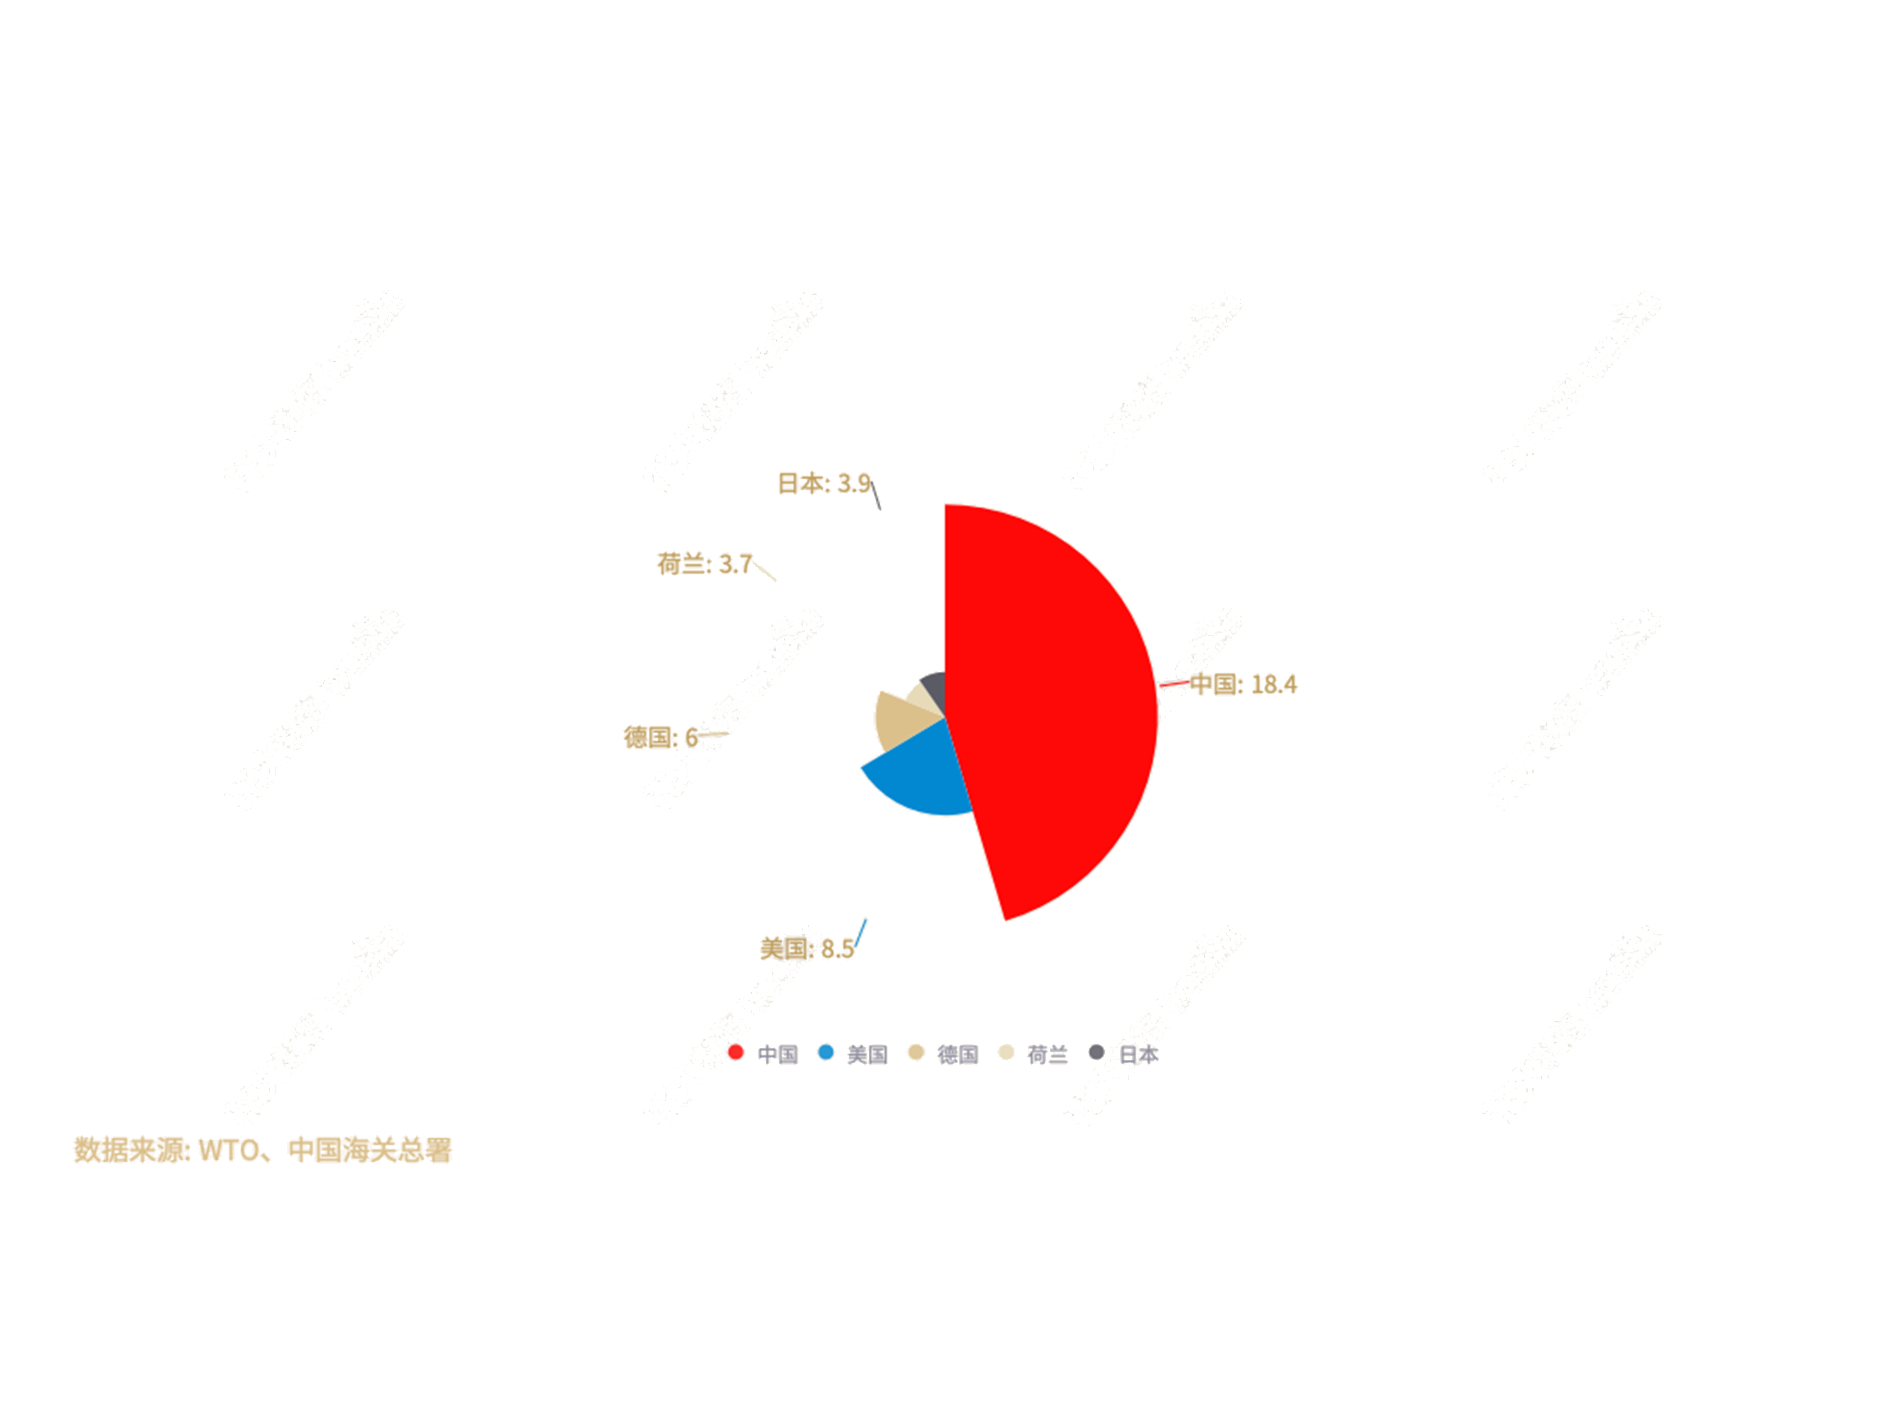 日本: 3.9
荷兰: 3.7
中国: 18.4
德国: 6
美国: 8.5
中国 美国 德国 荷兰 日本
数据来源: WTO、中国海关总署